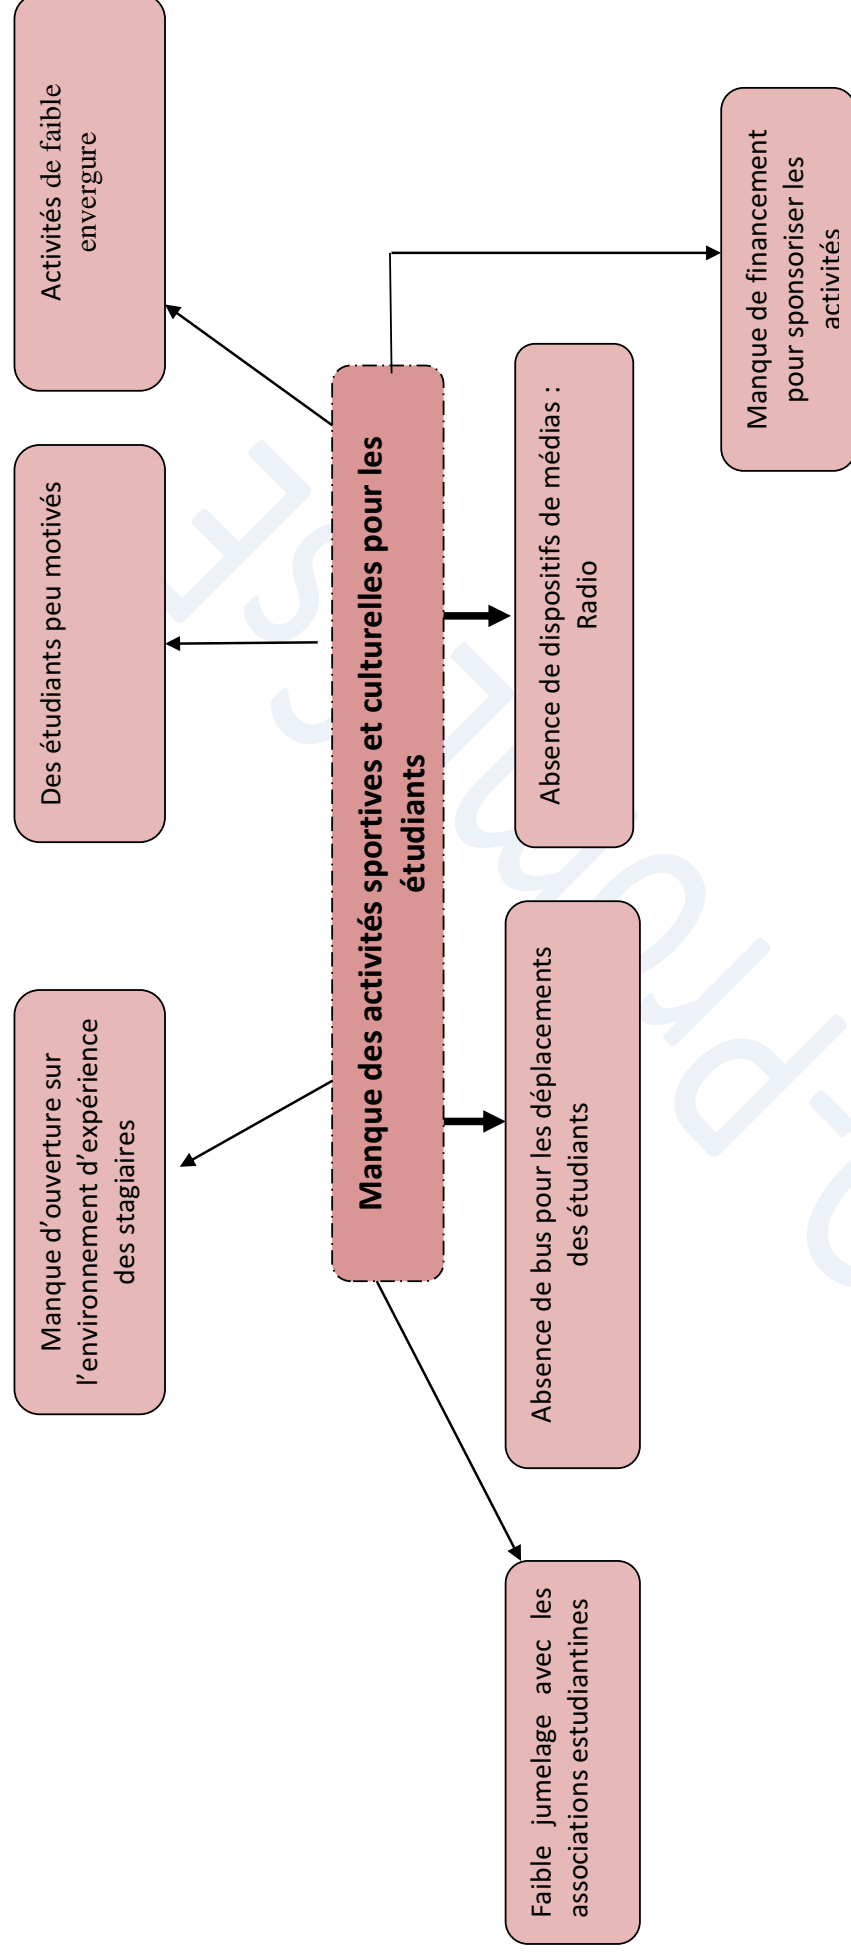 Manque d'ouverture sur
l'environnement d'expérience
des stagiaires
Des étudiants peu motivés
Activités de faible
envergure
Manque des activités sportives et culturelles pour les
étudiants
Faible jumelage avec les
associations estudiantines
Absence de bus pour les déplacements
des étudiants
Absence de dispositifs de médias :
Radio
Manque de financement
pour sponsoriser les
activités